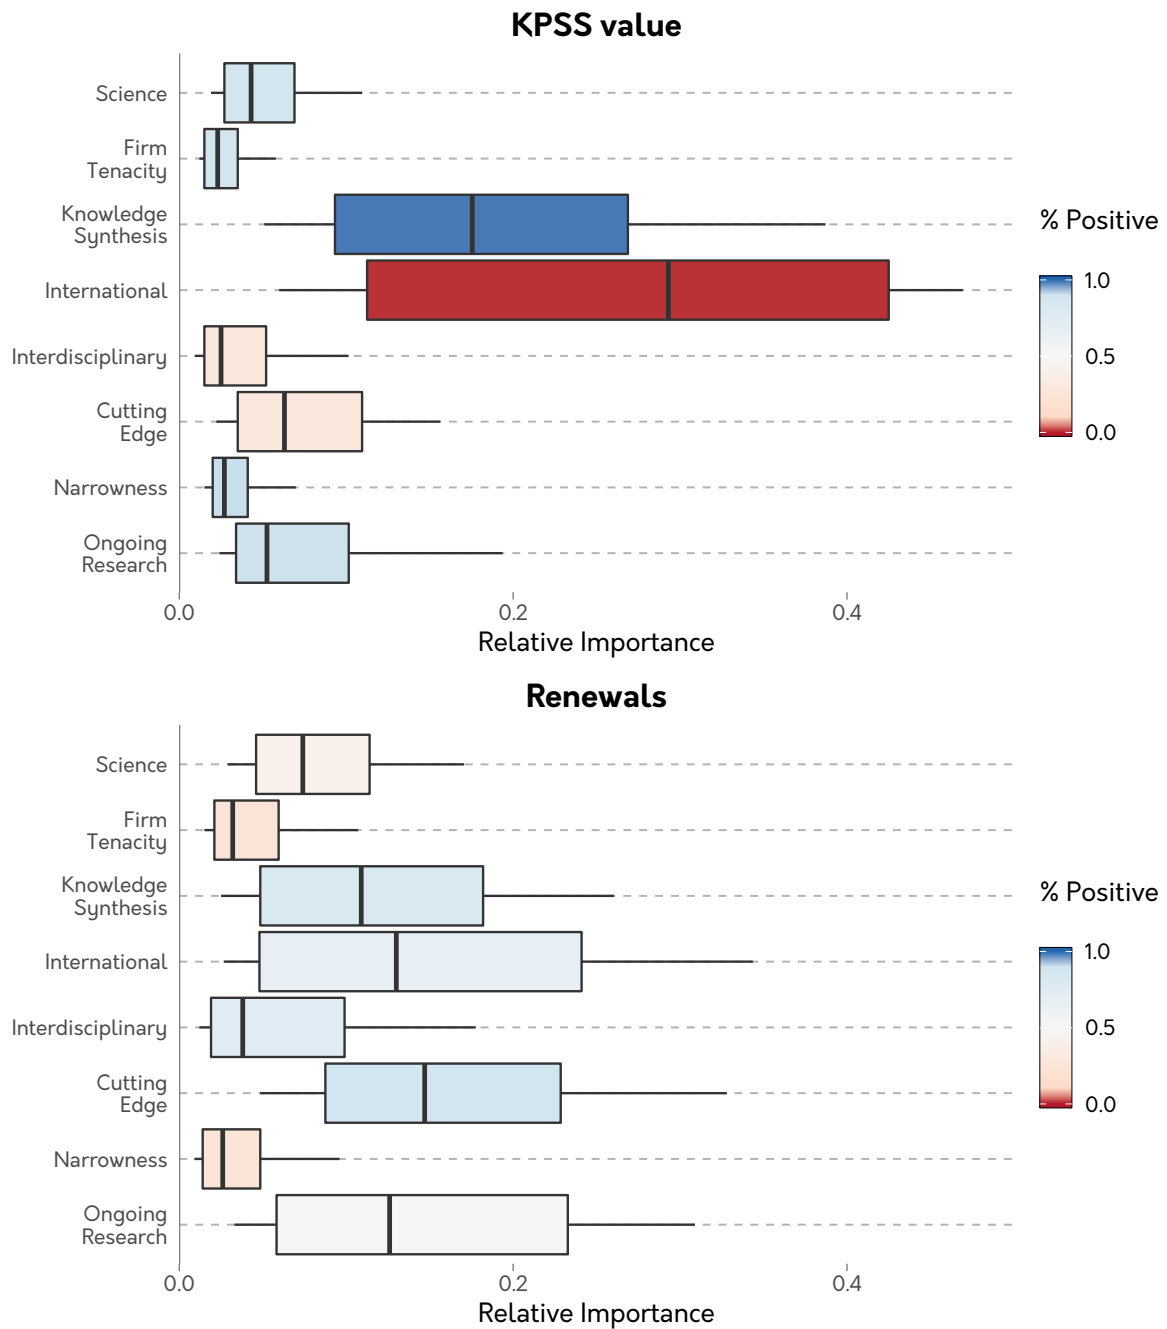 KPSS value
Science
Firm
Tenacity
Knowledge
Synthesis
International
Interdisciplinary
Cutting
Edge
Narrowness
Ongoing
Research
0.0
0.2
0.4
Relative Importance
% Positive
1.0
0.5
0.0
Renewals
Science
Firm
Tenacity
Knowledge
Synthesis
International
Interdisciplinary
Cutting
Edge
Narrowness
Ongoing
Research
0.0
0.2
0.4
Relative Importance
% Positive
1.0
0.5
0.0